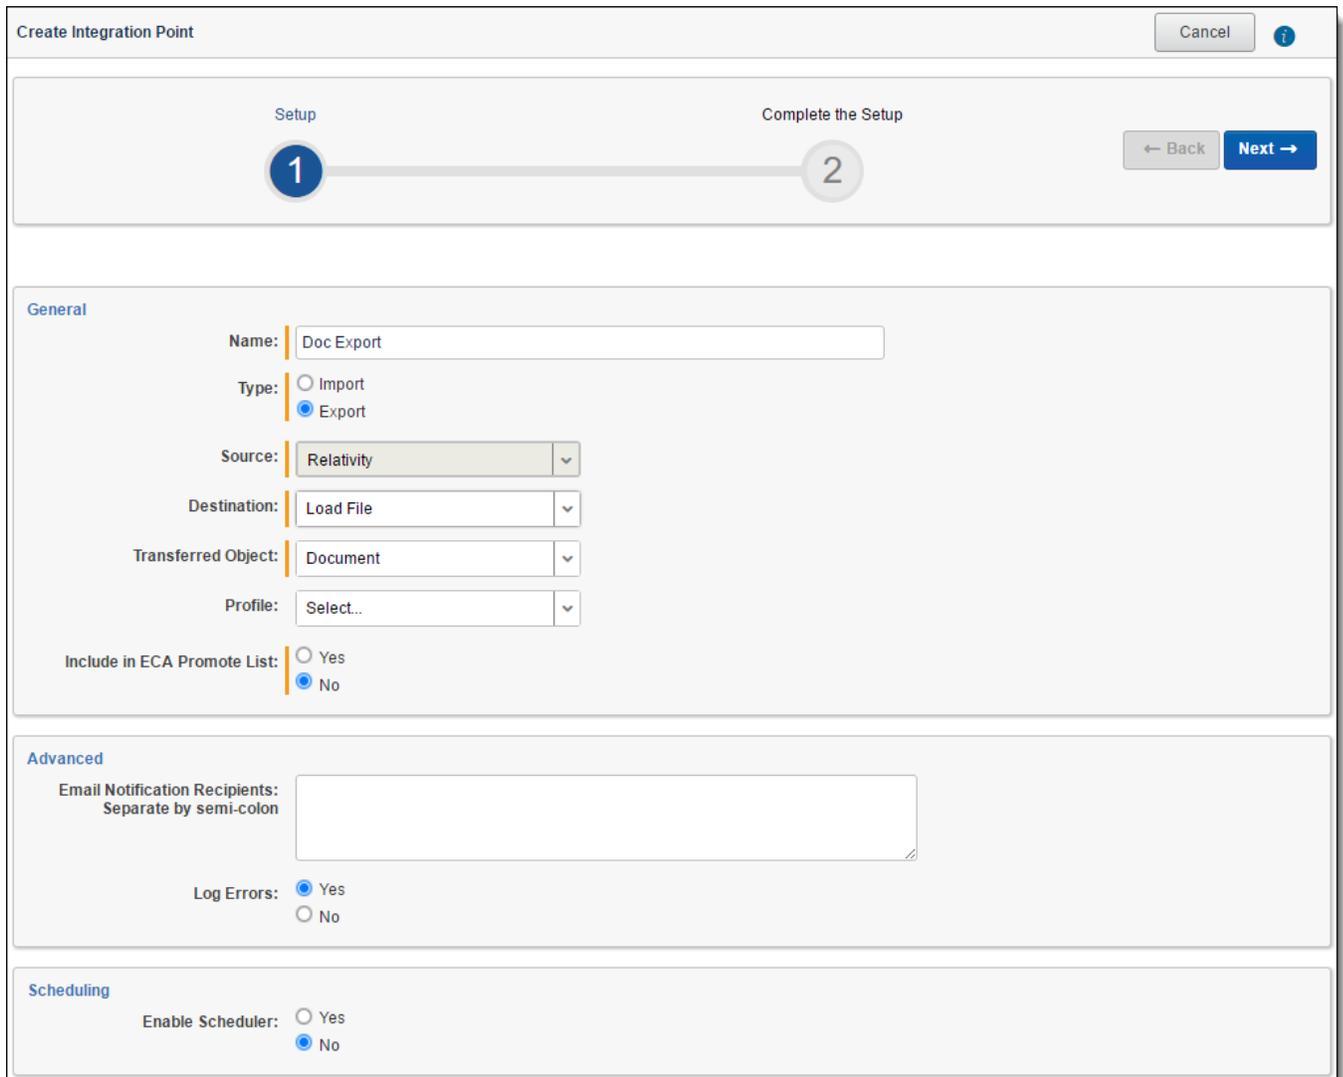 Create Integration Point
Cancel
i
Setup
Complete the Setup
1
2
← Back
Next →
General
Name:
Doc Export
Type:
Import
Export
Source:
Relativity
Destination:
Load File
Transferred Object:
Document
Profile:
Select...
Include in ECA Promote List:
Yes
No
Advanced
Email Notification Recipients:
Separate by semi-colon
Log Errors:
Yes
No
Scheduling
Enable Scheduler:
Yes
No